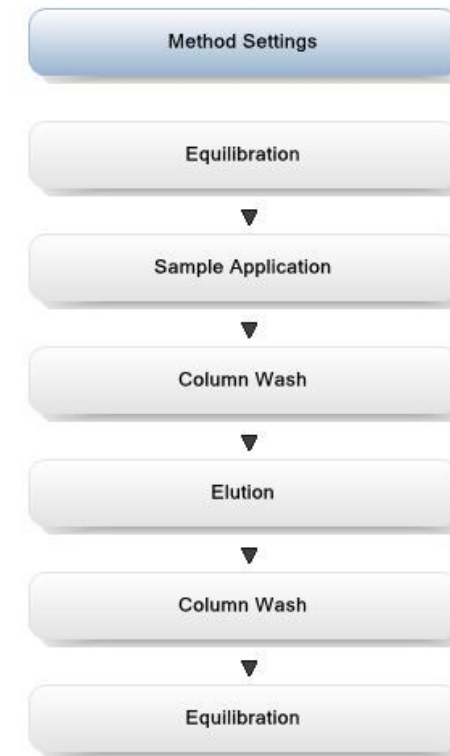 Method Settings
Equilibration
Sample Application
Column Wash
Elution
Column Wash
Equilibration